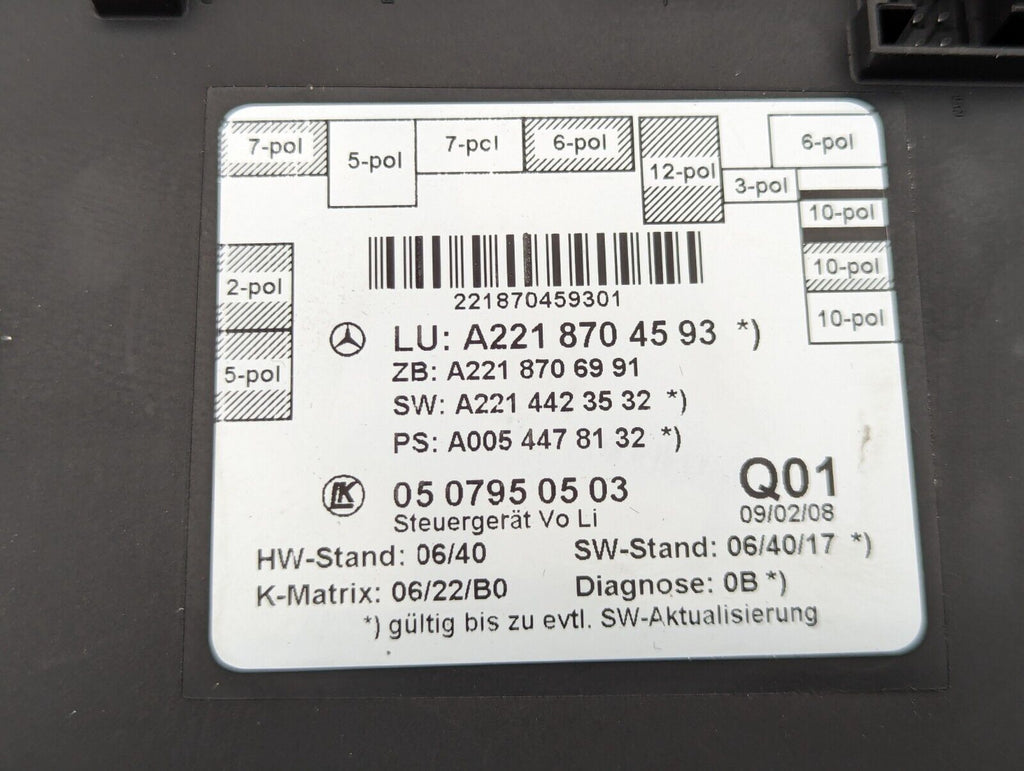 7-pol
5-pol
7-pcl
6-pol
12-pol
3-pol
6-pol
10-pol
10-pol
10-pol
2-pol
5-pol
221870459301
LU: A221 870 45 93 *)
ZB: A221 870 69 91
SW: A221 442 35 32 *)
PS: A005 447 81 32 *)
LK 05 0795 05 03
Steuergerät Vo Li
Q01
09/02/08
HW-Stand: 06/40 SW-Stand: 06/40/17 *)
K-Matrix: 06/22/B0 Diagnose: 0B *)
*) gültig bis zu evtl. SW-Aktualisierung